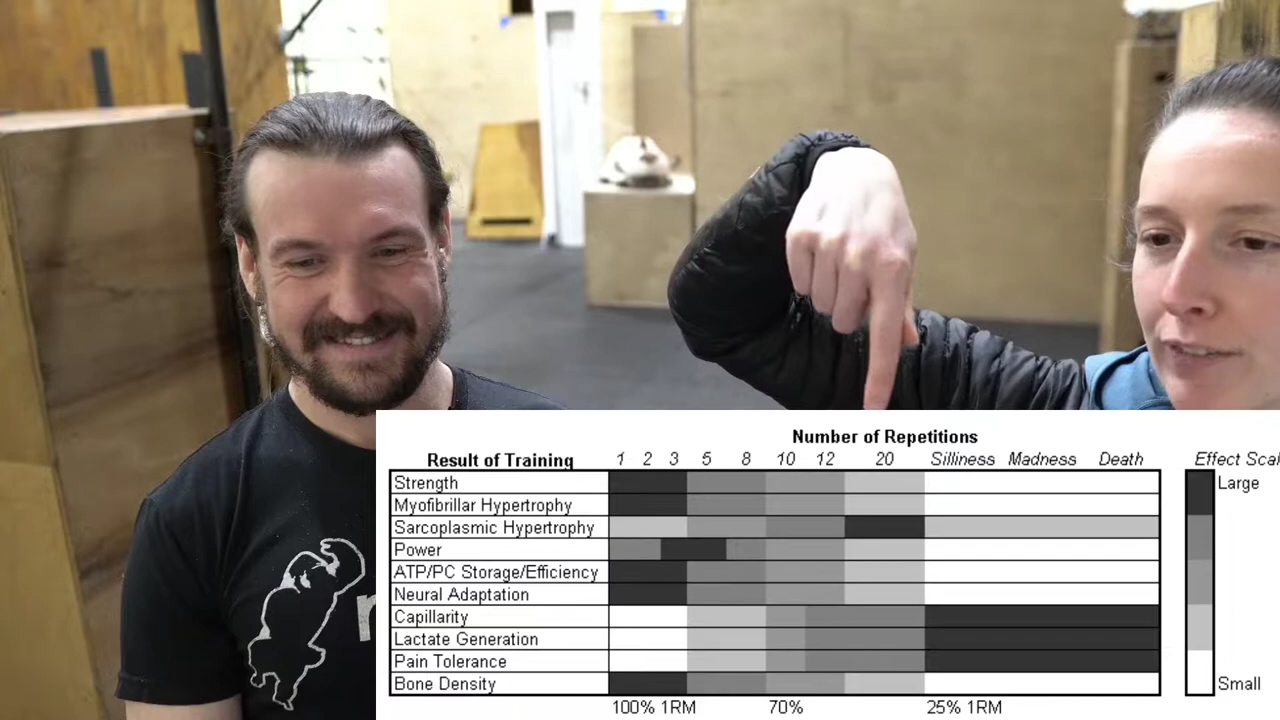 Number of Repetitions
Result of Training 1 2 3 5 8 10 12 20 Silliness Madness Death Effect Scal
Strength Large
Myofibrillar Hypertrophy
Sarcoplasmic Hypertrophy
Power
ATP/PC Storage/Efficiency
Neural Adaptation
Capillarity
Lactate Generation
Pain Tolerance
Bone Density Small
100% 1RM 70% 25% 1RM